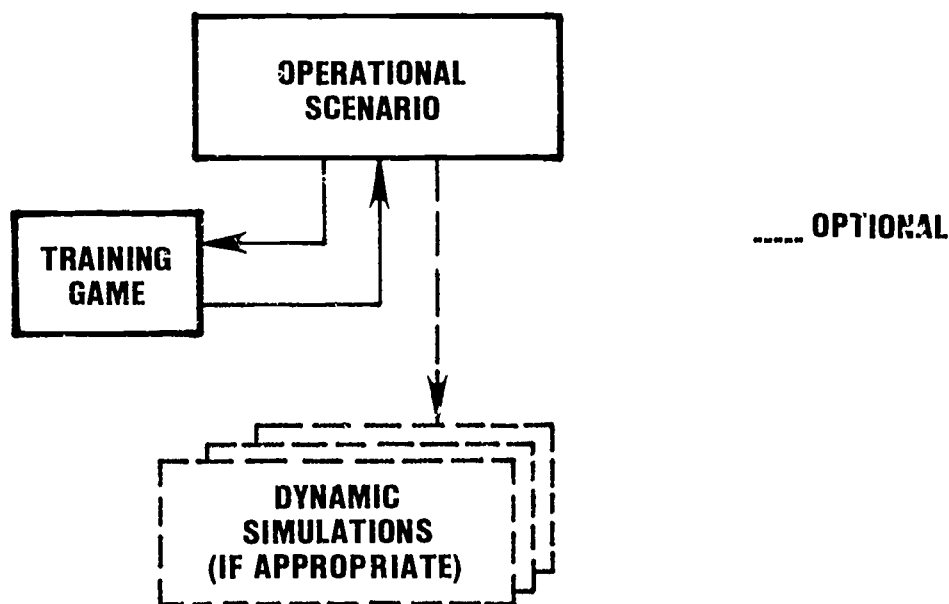 OPERATIONAL
SCENARIO
TRAINING
GAME
OPTIONAL
DYNAMIC
SIMULATIONS
(IF APPROPRIATE)